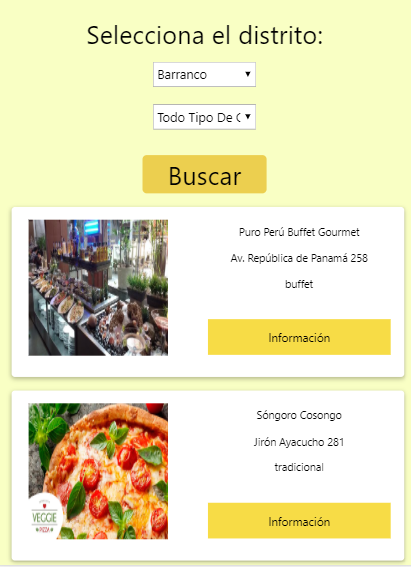 Selecciona el distrito:
Barranco
Todo Tipo De C
Buscar
Puro Perú Buffet Gourmet
Av. República de Panamá 258
buffet
Información
Sóngoro Cosongo
Jirón Ayacucho 281
tradicional
Información
VEGGIE
PIZZA